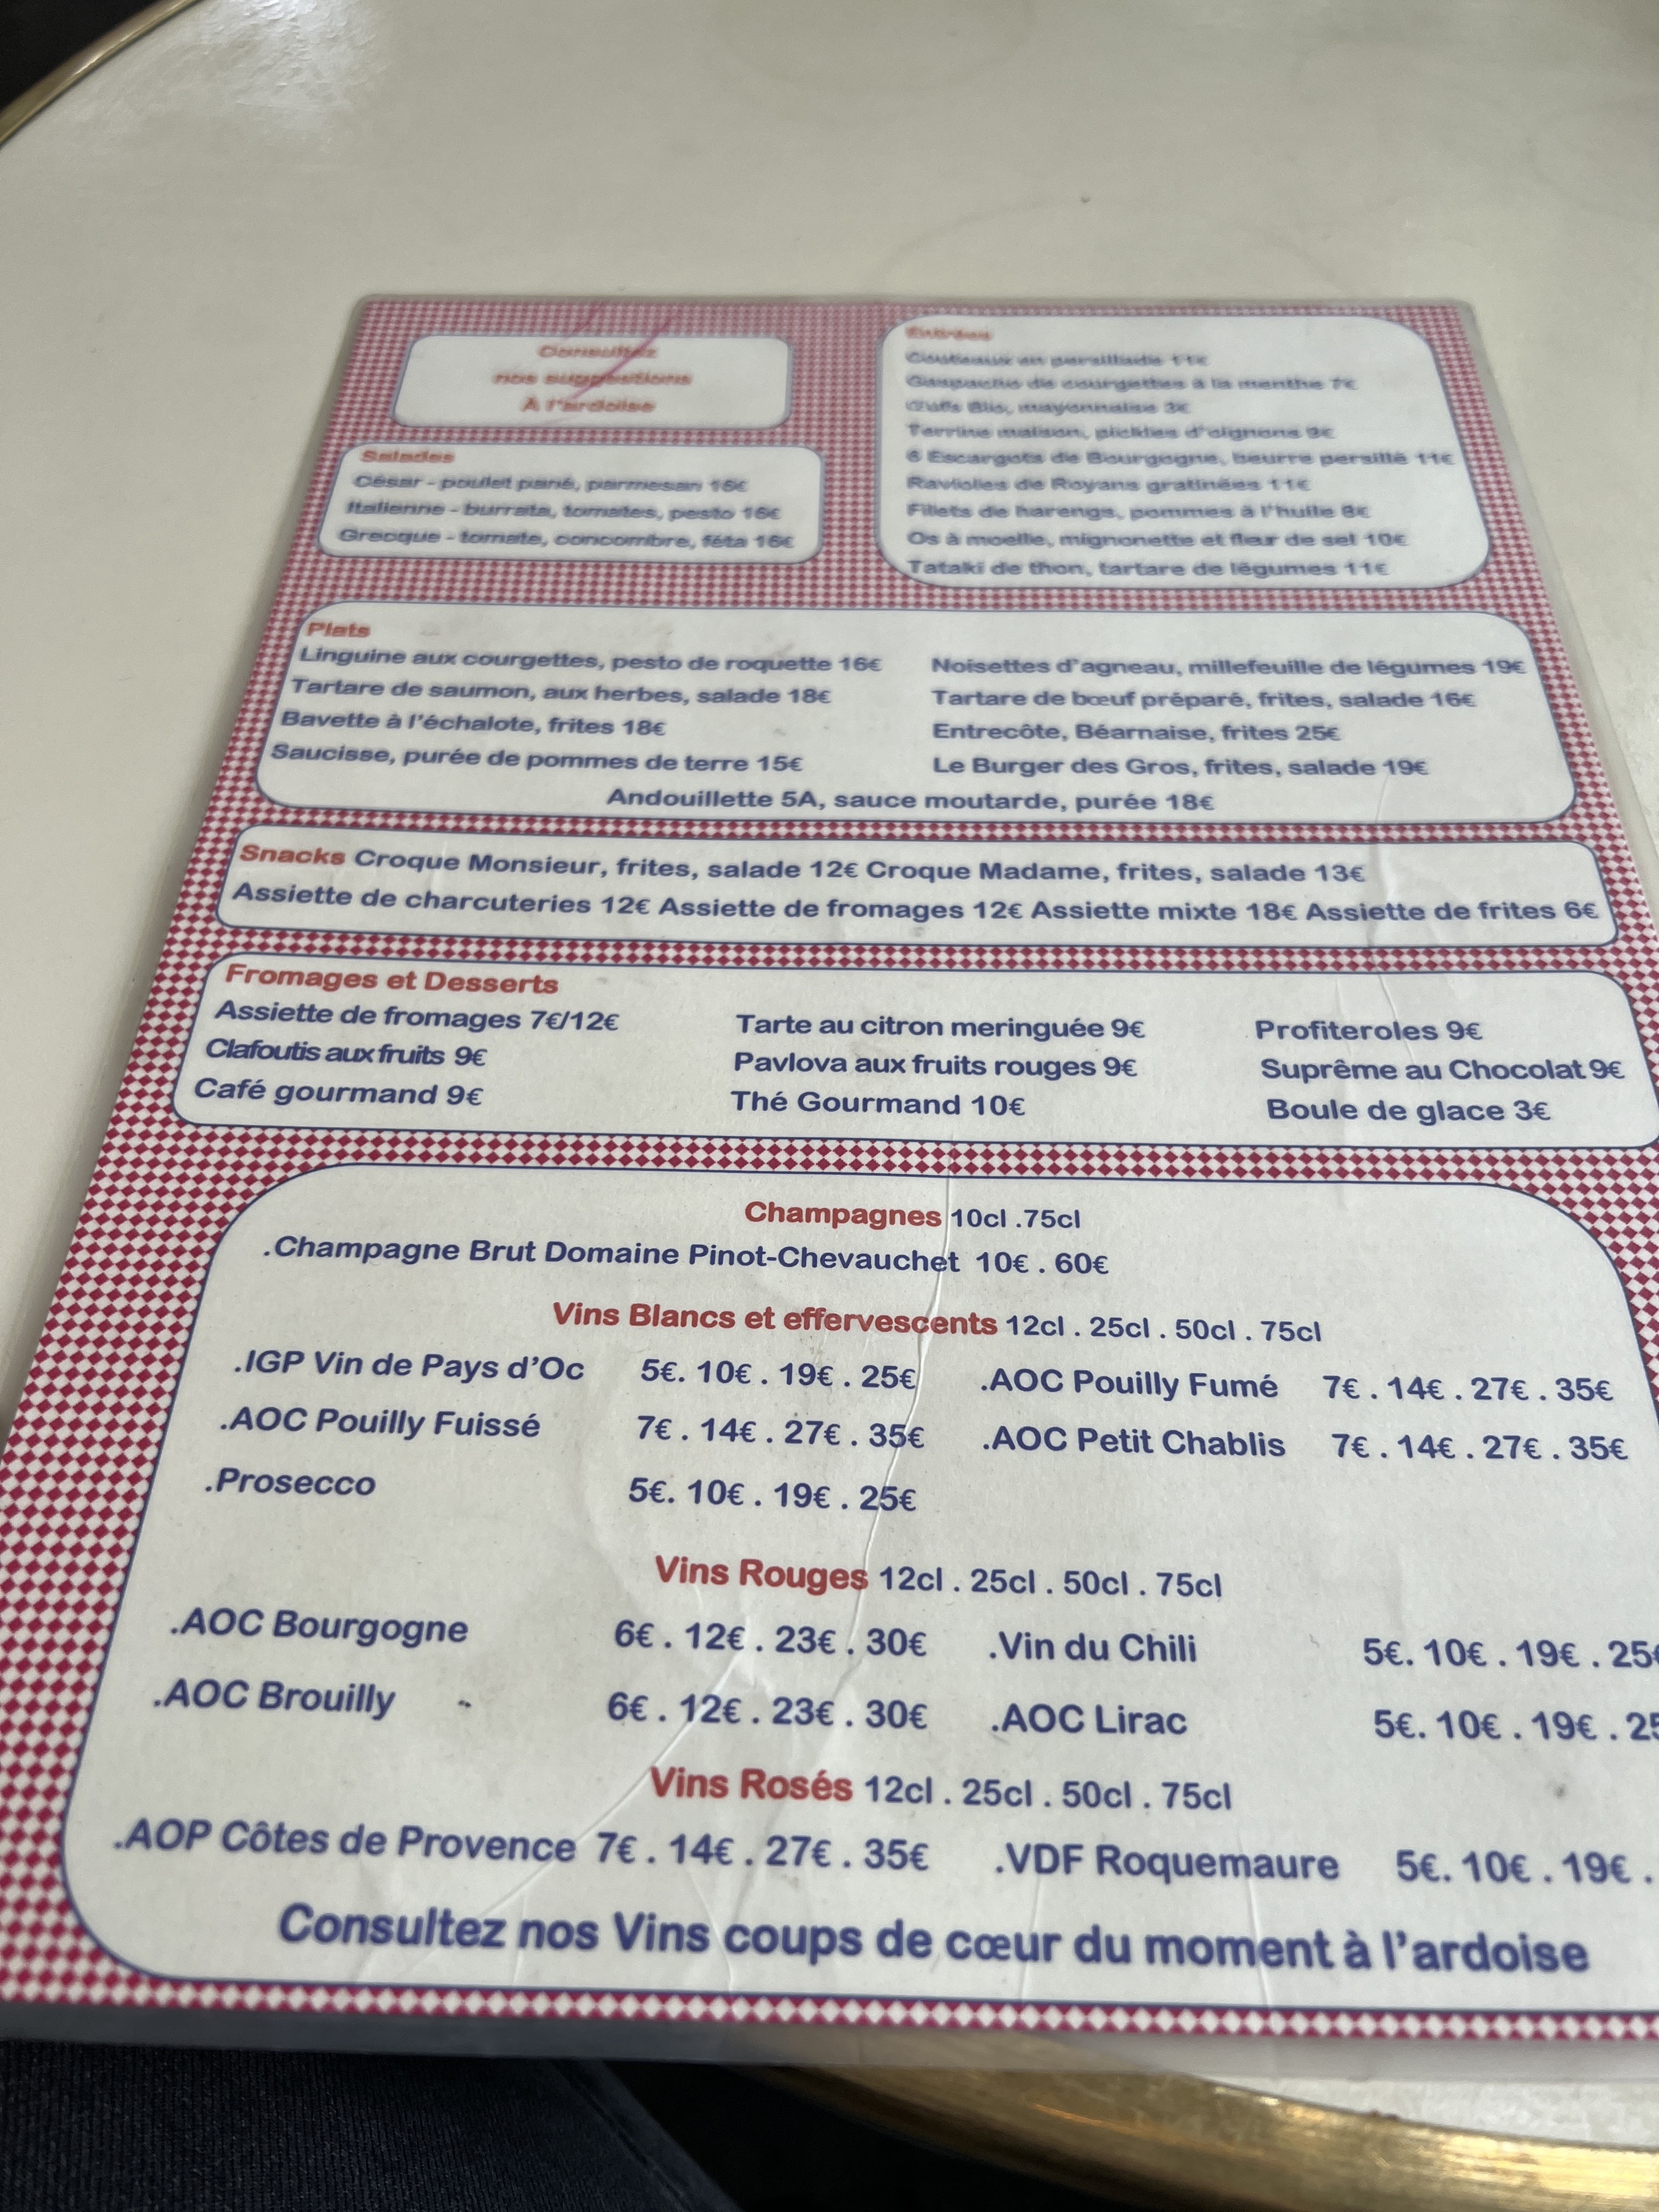 Consultez
nos suggestions
À l'ardoise
Salades
César - poulet pané, parmesan 16€
Italienne - burrata, tomates, pesto 16€
Grecque - tomate, concombre, féta 16€
Entrées
Couteaux en persillade 11€
Gaspacho de courgettes à la menthe 7€
Œufs Bio, mayonnaise 3€
Terrine maison, pickles d'oignons 9€
6 Escargots de Bourgogne, beurre persillé 11€
Ravioles de Royans gratinées 11€
Filets de harengs, pommes à l'huile 8€
Os à moelle, mignonette et fleur de sel 10€
Tataki de thon, tartare de légumes 11€
Plats
Linguine aux courgettes, pesto de roquette 16€
Tartare de saumon, aux herbes, salade 18€
Bavette à l'échalote, frites 18€
Saucisse, purée de pommes de terre 15€
Noisettes d'agneau, millefeuille de légumes 19€
Tartare de bœuf préparé, frites, salade 16€
Entrecôte, Béarnaise, frites 25€
Le Burger des Gros, frites, salade 19€
Andouillette 5A, sauce moutarde, purée 18€
Snacks Croque Monsieur, frites, salade 12€ Croque Madame, frites, salade 13€
Assiette de charcuteries 12€ Assiette de fromages 12€ Assiette mixte 18€ Assiette de frites 6€
Fromages et Desserts
Assiette de fromages 7€/12€ Tarte au citron meringuée 9€ Profiteroles 9€
Clafoutis aux fruits 9€ Pavlova aux fruits rouges 9€ Suprême au Chocolat 9€
Café gourmand 9€ Thé Gourmand 10€ Boule de glace 3€
Champagnes 10cl .75cl
.Champagne Brut Domaine Pinot-Chevauchet 10€ . 60€
Vins Blancs et effervescents 12cl . 25cl . 50cl . 75cl
.IGP Vin de Pays d'Oc 5€. 10€ . 19€ . 25€ .AOC Pouilly Fumé 7€ . 14€ . 27€ . 35€
.AOC Pouilly Fuissé 7€ . 14€ . 27€ . 35€ .AOC Petit Chablis 7€ . 14€ . 27€ . 35€
.Prosecco 5€. 10€ . 19€ . 25€
Vins Rouges 12cl . 25cl . 50cl . 75cl
.AOC Bourgogne 6€ . 12€ . 23€ . 30€ .Vin du Chili 5€. 10€ . 19€ . 25€
.AOC Brouilly 6€ . 12€ . 23€ . 30€ .AOC Lirac 5€. 10€ . 19€ . 25
Vins Rosés 12cl . 25cl . 50cl . 75cl
.AOP Côtes de Provence 7€ . 14€ . 27€ . 35€ .VDF Roquemaure 5€. 10€ . 19€ .
Consultez nos Vins coups de cœur du moment à l'ardoise